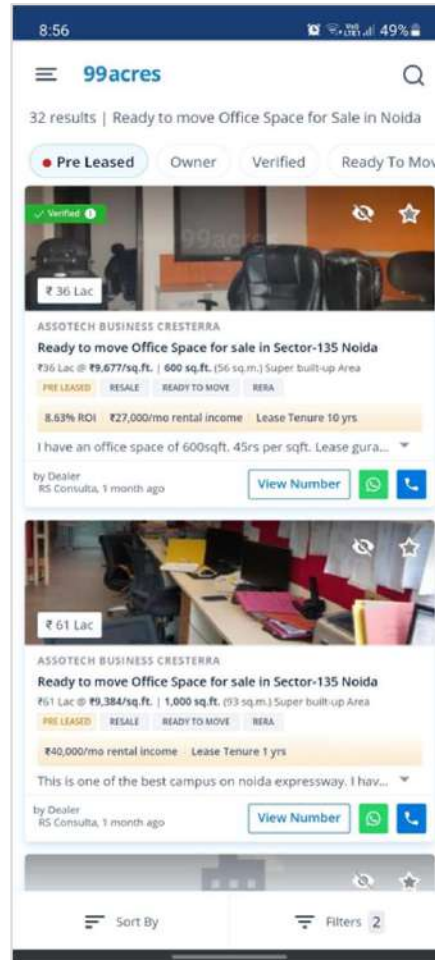 8:56
49%
99acres
32 results | Ready to move Office Space for Sale in Noida
Pre Leased Owner Verified Ready To Mov
Verified
99acres
₹ 36 Lac
ASSOTECH BUSINESS CRESTERRA
Ready to move Office Space for sale in Sector-135 Noida
₹36 Lac @ ₹9,677/sq.ft. | 600 sq.ft. (56 sq.m.) Super built-up Area
PRE LEASED RESALE READY TO MOVE RERA
8.63% ROI ₹27,000/mo rental income Lease Tenure 10 yrs
I have an office space of 600sqft. 45rs per sqft. Lease gura...
by Dealer
RS Consulta, 1 month ago
View Number
₹ 61 Lac
ASSOTECH BUSINESS CRESTERRA
Ready to move Office Space for sale in Sector-135 Noida
₹61 Lac @ ₹9,384/sq.ft. | 1,000 sq.ft. (93 sq.m.) Super built-up Area
PRE LEASED RESALE READY TO MOVE RERA
₹40,000/mo rental income Lease Tenure 1 yrs
This is one of the best campus on noida expressway. I hav...
by Dealer
RS Consulta, 1 month ago
View Number
Sort By Filters 2